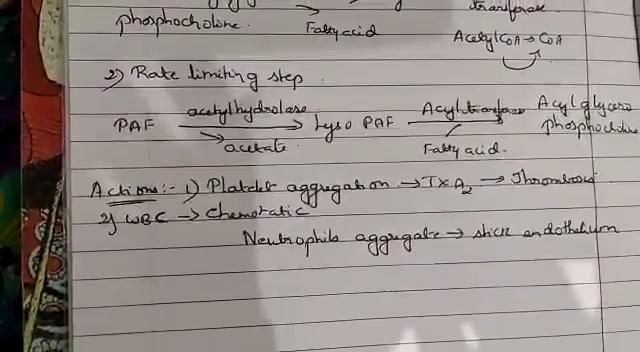 transferase.
phosphocholine. Fatty acid
Acetyl CoA → CoA
2) Rate limiting step.
PAF acetylhydrolase → Lyso PAF Acyltransferase → Acyl glycero
→ acetate. Fatty acid. phosphocholine
Actions:- 1) Platelet aggregation → TXA2 → Thrombosis
2) WBC → Chemotatic
Neutrophils aggregate → stick endothelium